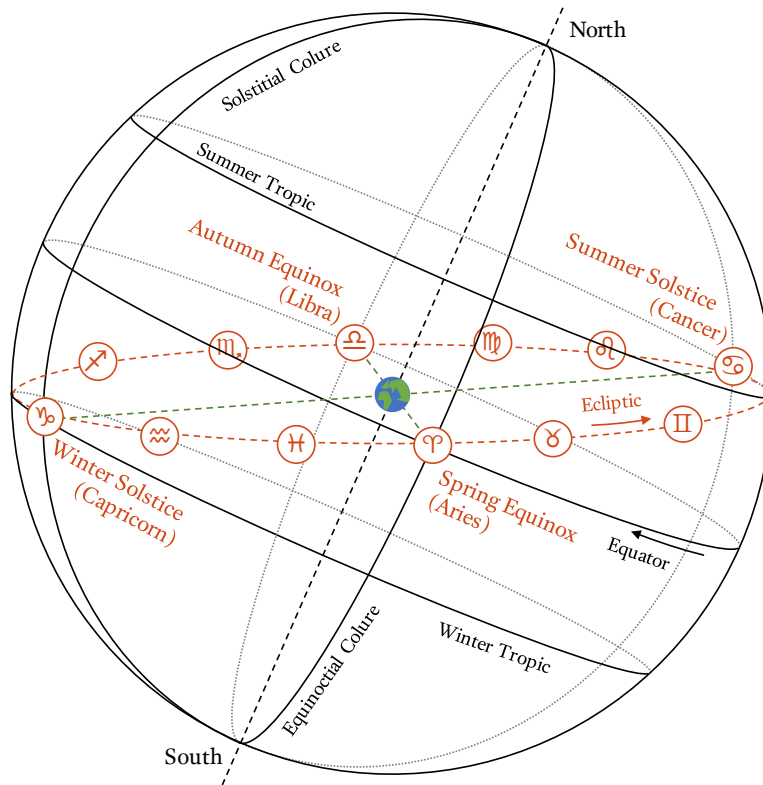 North
Solstitial Colure
Summer Tropic
Autumn Equinox
(Libra)
Summer Solstice
(Cancer)
♐ ♏ ♎ ♍ ♌ ♋
Ecliptic
♑ ♒ ♓ ♈ ♉ ♊
Winter Solstice
(Capricorn)
Spring Equinox
(Aries)
Equator
Winter Tropic
Equinoctial Colure
South